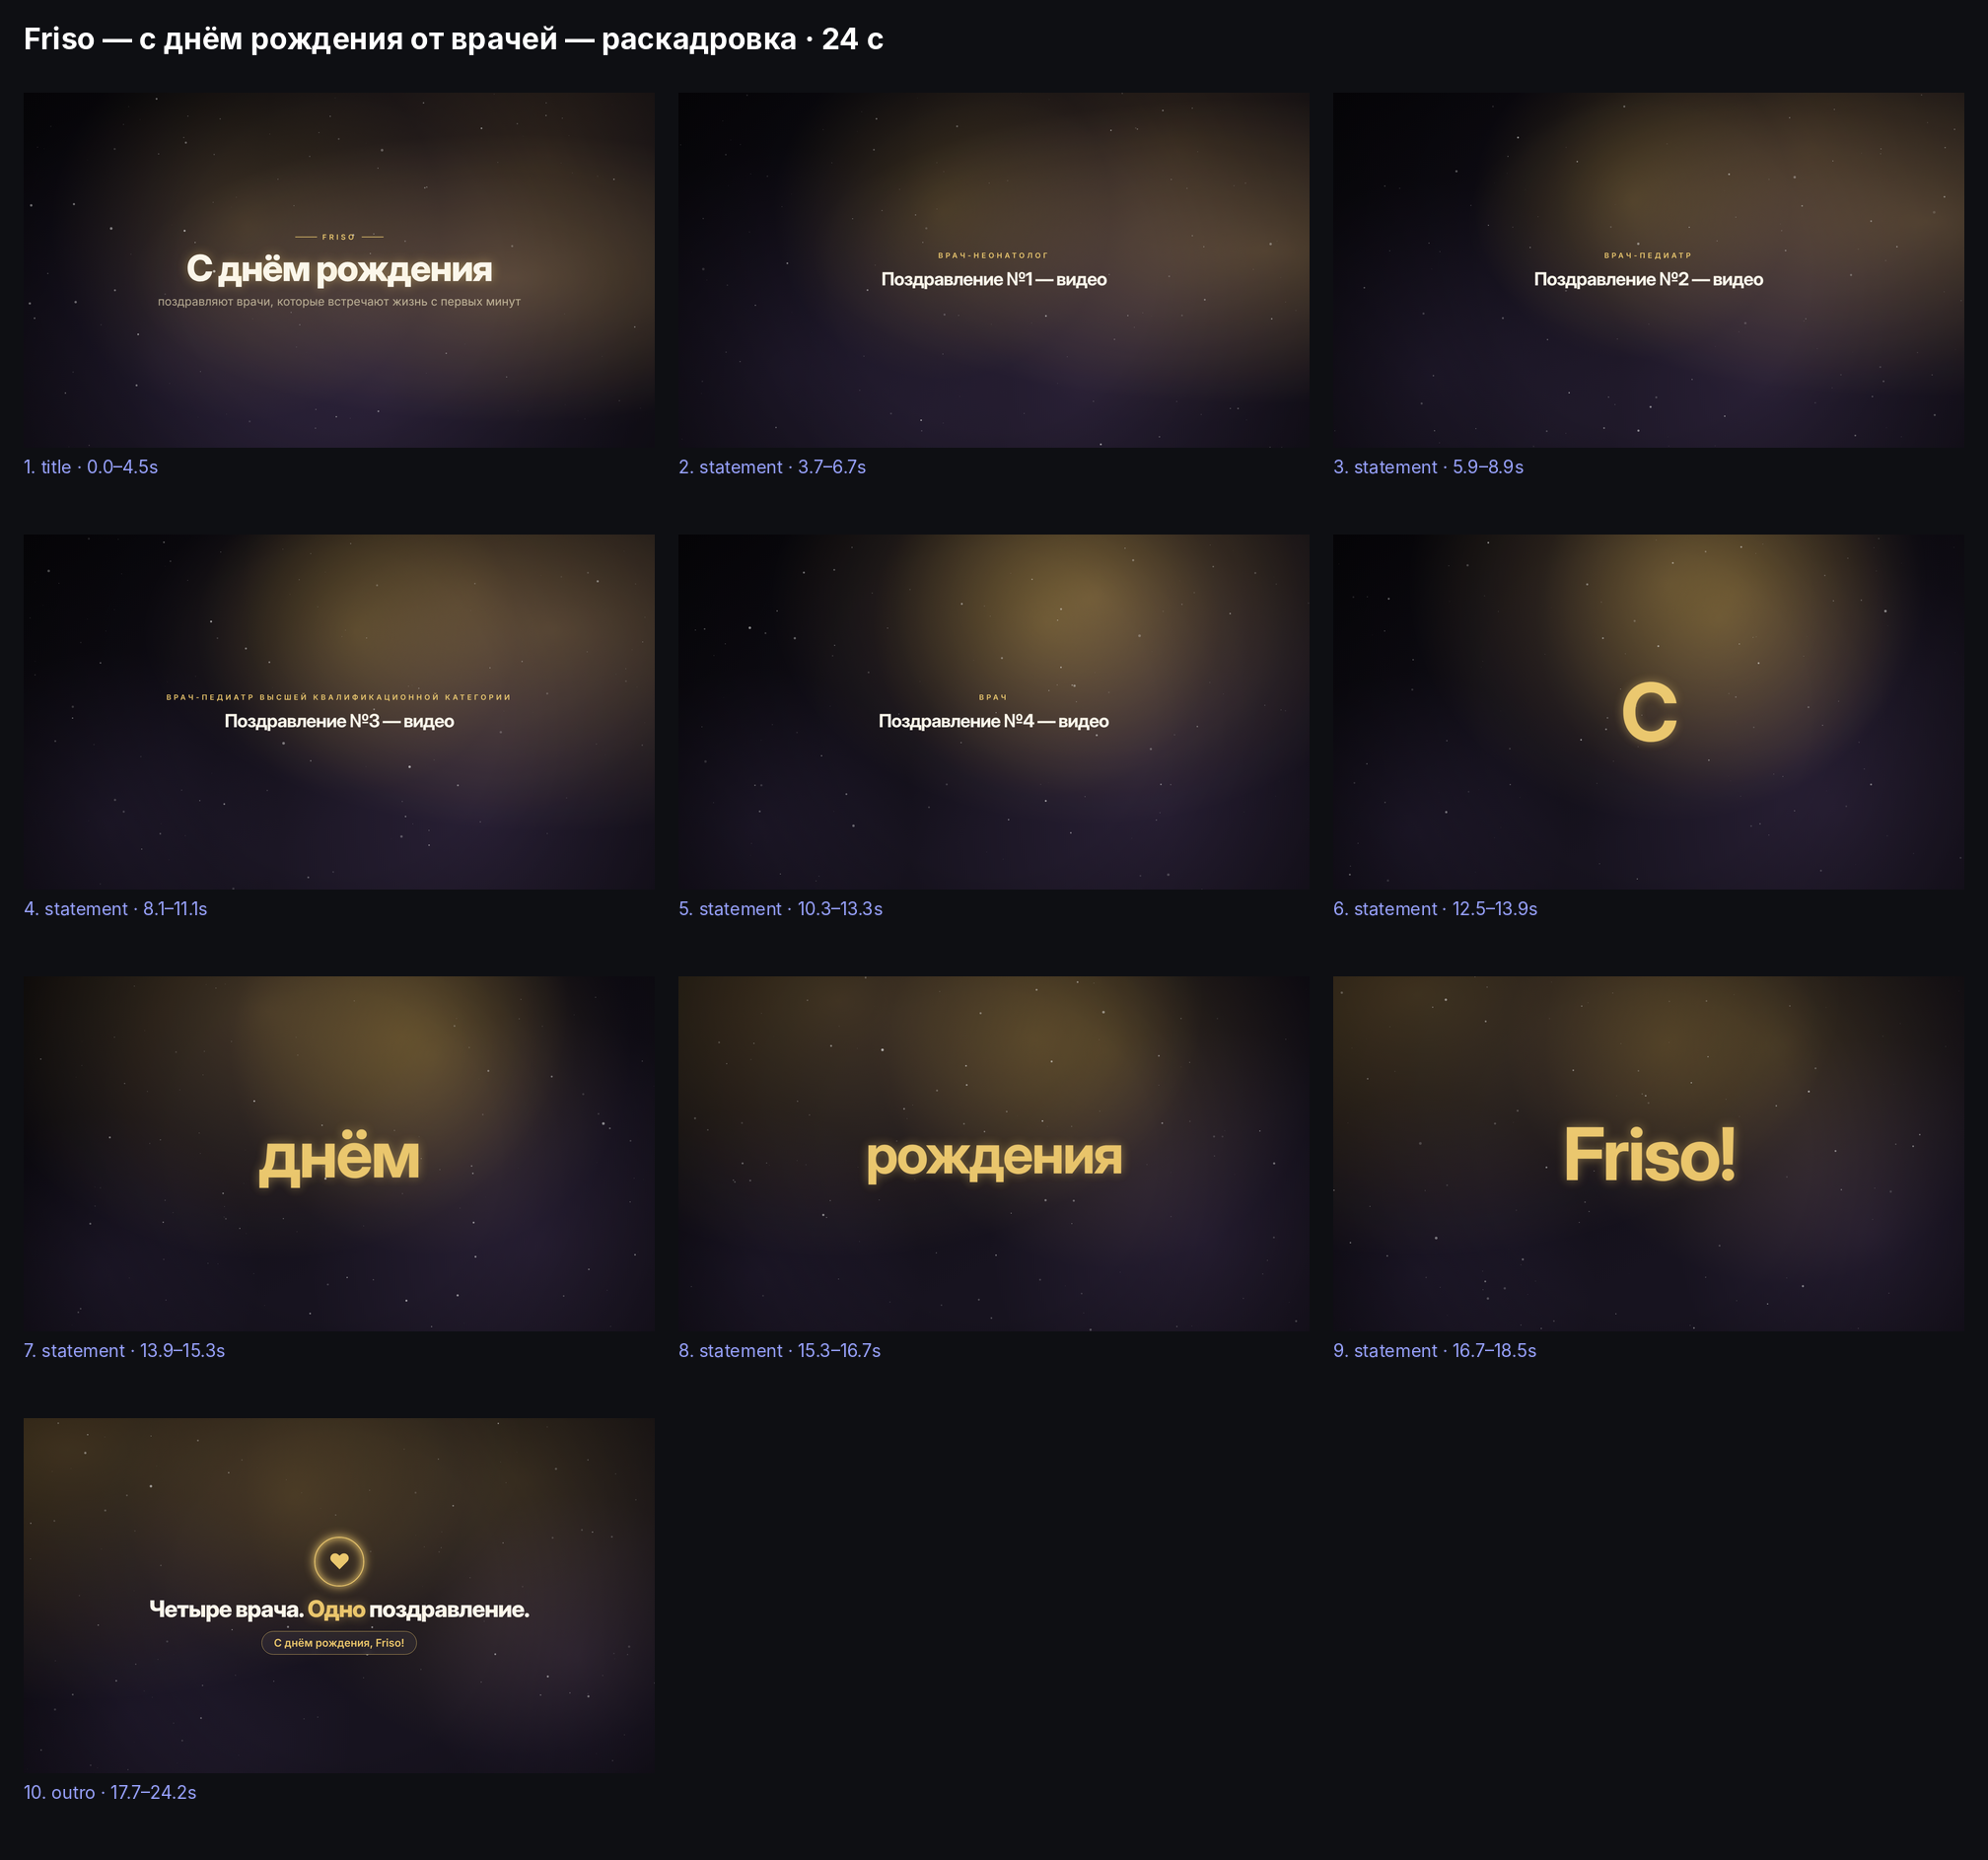 Friso — с днём рождения от врачей — раскадровка · 24 с
FRISO
С днём рождения
поздравляют врачи, которые встречают жизнь с первых минут
1. title · 0.0–4.5s
ВРАЧ-НЕОНАТОЛОГ
Поздравление №1 — видео
2. statement · 3.7–6.7s
ВРАЧ-ПЕДИАТР
Поздравление №2 — видео
3. statement · 5.9–8.9s
ВРАЧ-ПЕДИАТР ВЫСШЕЙ КВАЛИФИКАЦИОННОЙ КАТЕГОРИИ
Поздравление №3 — видео
4. statement · 8.1–11.1s
ВРАЧ
Поздравление №4 — видео
5. statement · 10.3–13.3s
С
6. statement · 12.5–13.9s
днём
7. statement · 13.9–15.3s
рождения
8. statement · 15.3–16.7s
Friso!
9. statement · 16.7–18.5s
Четыре врача. Одно поздравление.
С днём рождения, Friso!
10. outro · 17.7–24.2s